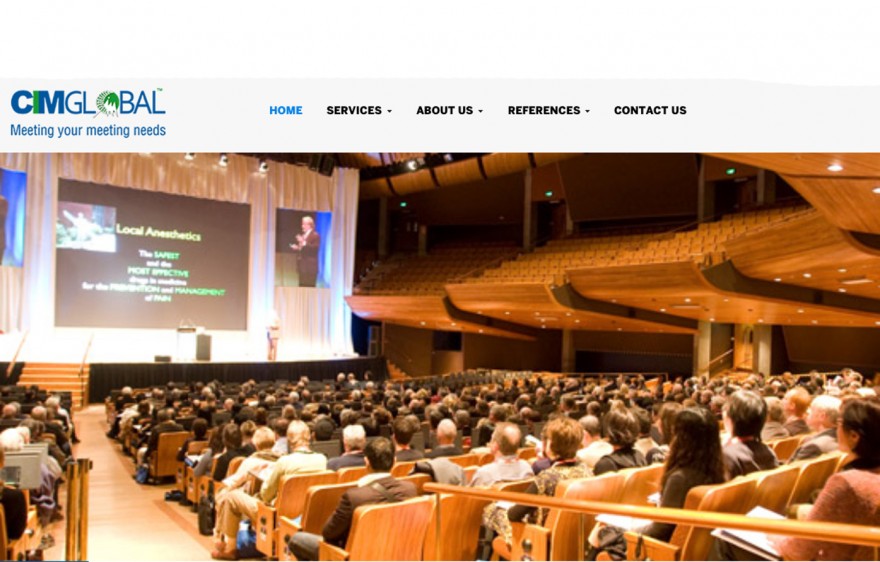 CIMGLOBAL™
Meeting your meeting needs
HOME SERVICES ABOUT US REFERENCES CONTACT US
Local Anesthetics
The SAFEST
and the
MOST EFFECTIVE
drugs in medicine
for the PREVENTION and MANAGEMENT
of PAIN